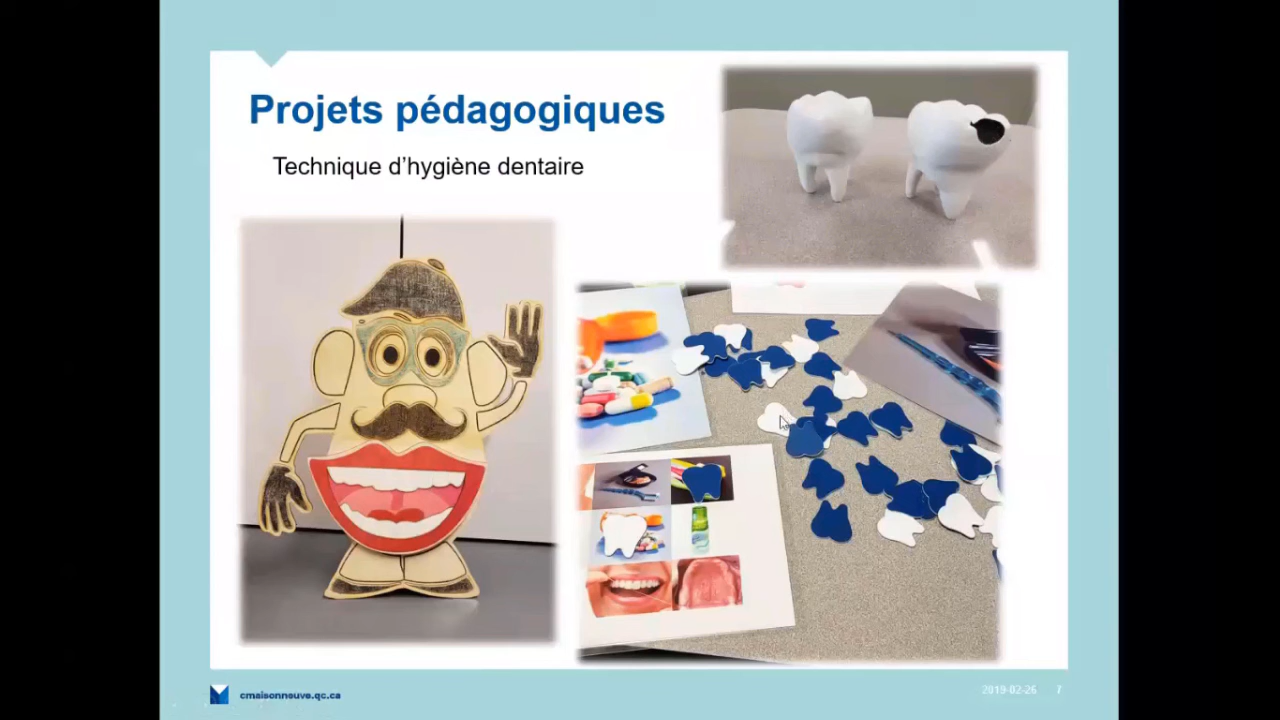 Projets pédagogiques
Technique d'hygiène dentaire
cmaisonneuve.qc.ca
2019-02-26 7